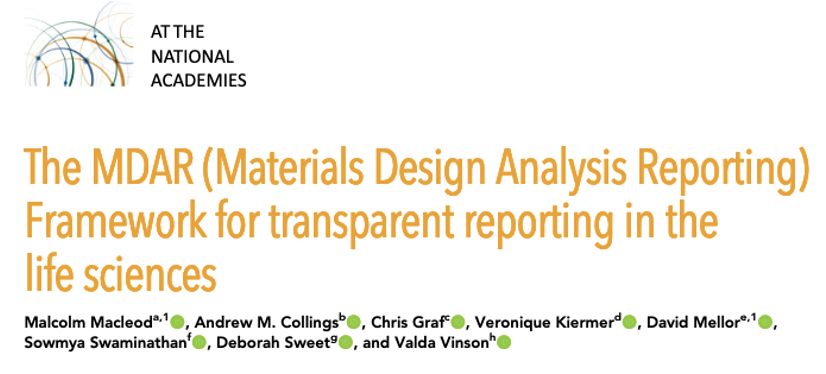 AT THE
NATIONAL
ACADEMIES
The MDAR (Materials Design Analysis Reporting)
Framework for transparent reporting in the
life sciences
Malcolm Macleodᵃ,¹, Andrew M. Collingsᵇ, Chris Grafᶜ, Veronique Kiermerᵈ, David Mellorᵉ,¹,
Sowmya Swaminathanᶠ, Deborah Sweetᵍ, and Valda Vinsonʰ